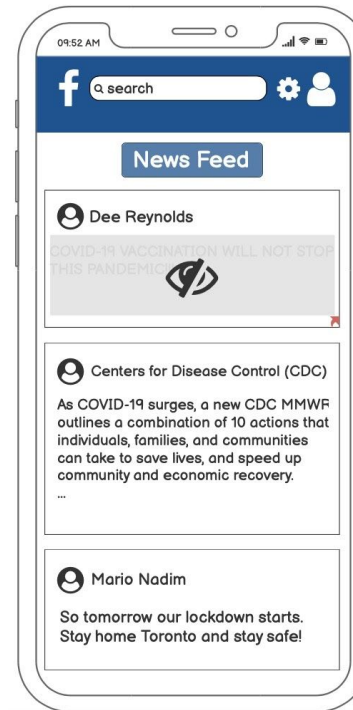 09:52 AM
f
search
News Feed
Dee Reynolds
COVID-19 VACCINATION WILL NOT STOP
THIS PANDEMIC
Centers for Disease Control (CDC)
As COVID-19 surges, a new CDC MMWR
outlines a combination of 10 actions that
individuals, families, and communities
can take to save lives, and speed up
community and economic recovery.
...
Mario Nadim
So tomorrow our lockdown starts.
Stay home Toronto and stay safe!